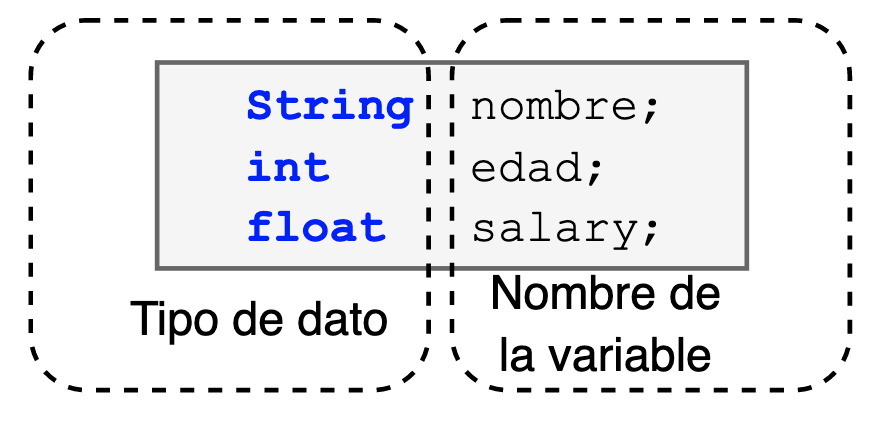 String nombre;
int edad;
float salary;
Tipo de dato
Nombre de
la variable